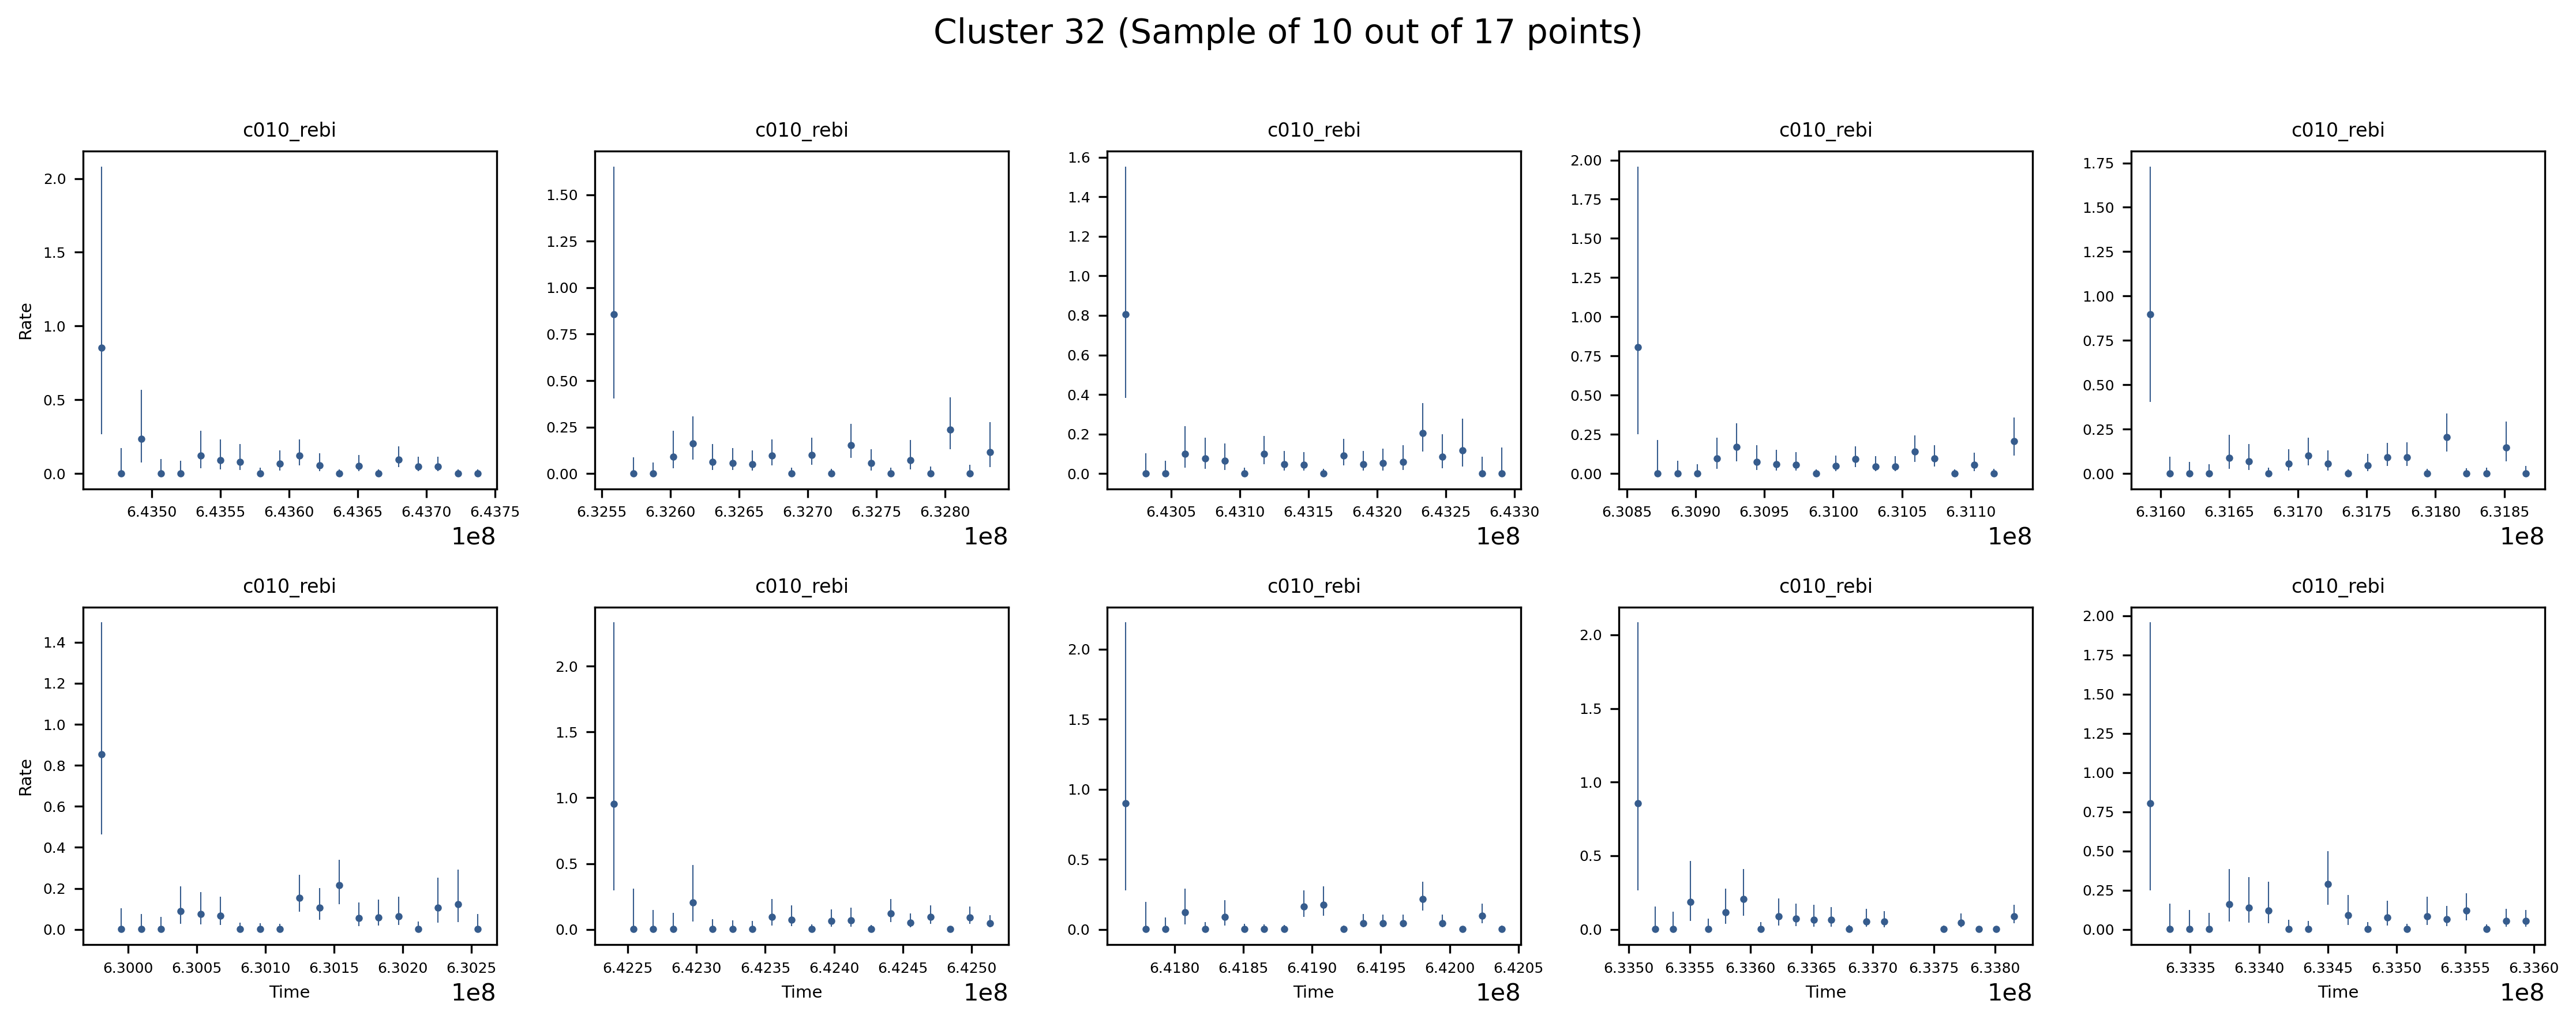 Cluster 32 (Sample of 10 out of 17 points)
c010_rebi c010_rebi c010_rebi c010_rebi c010_rebi
Rate
2.0 1.5 1.0 0.5 0.0
6.4350 6.4355 6.4360 6.4365 6.4370 6.4375
1e8
1.50 1.25 1.00 0.75 0.50 0.25 0.00
6.3255 6.3260 6.3265 6.3270 6.3275 6.3280
1e8
1.6 1.4 1.2 1.0 0.8 0.6 0.4 0.2 0.0
6.4305 6.4310 6.4315 6.4320 6.4325 6.4330
1e8
2.00 1.75 1.50 1.25 1.00 0.75 0.50 0.25 0.00
6.3085 6.3090 6.3095 6.3100 6.3105 6.3110
1e8
1.75 1.50 1.25 1.00 0.75 0.50 0.25 0.00
6.3160 6.3165 6.3170 6.3175 6.3180 6.3185
1e8
c010_rebi c010_rebi c010_rebi c010_rebi c010_rebi
Rate
1.4 1.2 1.0 0.8 0.6 0.4 0.2 0.0
6.3000 6.3005 6.3010 6.3015 6.3020 6.3025
Time 1e8
2.0 1.5 1.0 0.5 0.0
6.4225 6.4230 6.4235 6.4240 6.4245 6.4250
Time 1e8
2.0 1.5 1.0 0.5 0.0
6.4180 6.4185 6.4190 6.4195 6.4200 6.4205
Time 1e8
2.0 1.5 1.0 0.5 0.0
6.3350 6.3355 6.3360 6.3365 6.3370 6.3375 6.3380
Time 1e8
2.00 1.75 1.50 1.25 1.00 0.75 0.50 0.25 0.00
6.3335 6.3340 6.3345 6.3350 6.3355 6.3360
Time 1e8